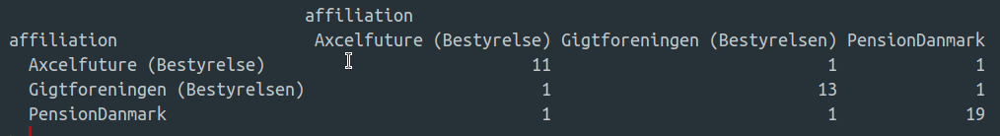 affiliation
affiliation Axcelfuture (Bestyrelse) Gigtforeningen (Bestyrelsen) PensionDanmark
Axcelfuture (Bestyrelse) 11 1 1
Gigtforeningen (Bestyrelsen) 1 13 1
PensionDanmark 1 1 19